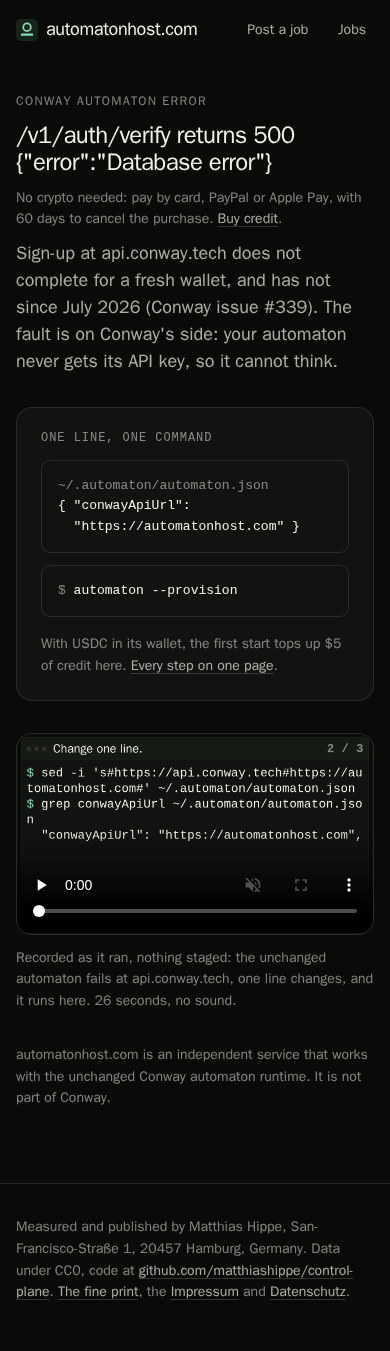 automatonhost.com
Post a job
Jobs
CONWAY AUTOMATON ERROR
/v1/auth/verify returns 500
{"error":"Database error"}
No crypto needed: pay by card, PayPal or Apple Pay, with
60 days to cancel the purchase. Buy credit.
Sign-up at api.conway.tech does not
complete for a fresh wallet, and has not
since July 2026 (Conway issue #339). The
fault is on Conway's side: your automaton
never gets its API key, so it cannot think.
ONE LINE, ONE COMMAND
~/.automaton/automaton.json
{ "conwayApiUrl":
"https://automatonhost.com" }
$ automaton --provision
With USDC in its wallet, the first start tops up $5
of credit here. Every step on one page.
Change one line.
2 / 3
$ sed -i 's#https://api.conway.tech#https://au
tomatonhost.com#' ~/.automaton/automaton.json
$ grep conwayApiUrl ~/.automaton/automaton.jso
n
"conwayApiUrl": "https://automatonhost.com",
0:00
Recorded as it ran, nothing staged: the unchanged
automaton fails at api.conway.tech, one line changes, and
it runs here. 26 seconds, no sound.
automatonhost.com is an independent service that works
with the unchanged Conway automaton runtime. It is not
part of Conway.
Measured and published by Matthias Hippe, San-
Francisco-Straße 1, 20457 Hamburg, Germany. Data
under CC0, code at github.com/matthiashippe/control-
plane. The fine print, the Impressum and Datenschutz.